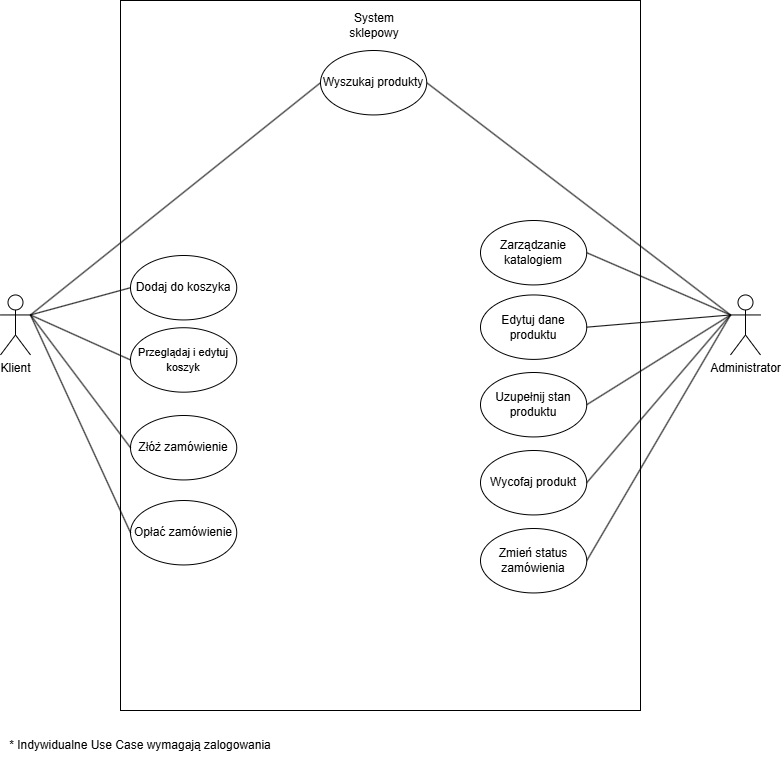 System
sklepowy
Wyszukaj produkty
Zarządzanie
katalogiem
Dodaj do koszyka
Edytuj dane
produktu
Przeglądaj i edytuj
koszyk
Klient
Administrator
Uzupełnij stan
produktu
Złóż zamówienie
Wycofaj produkt
Opłać zamówienie
Zmień status
zamówienia
* Indywidualne Use Case wymagają zalogowania